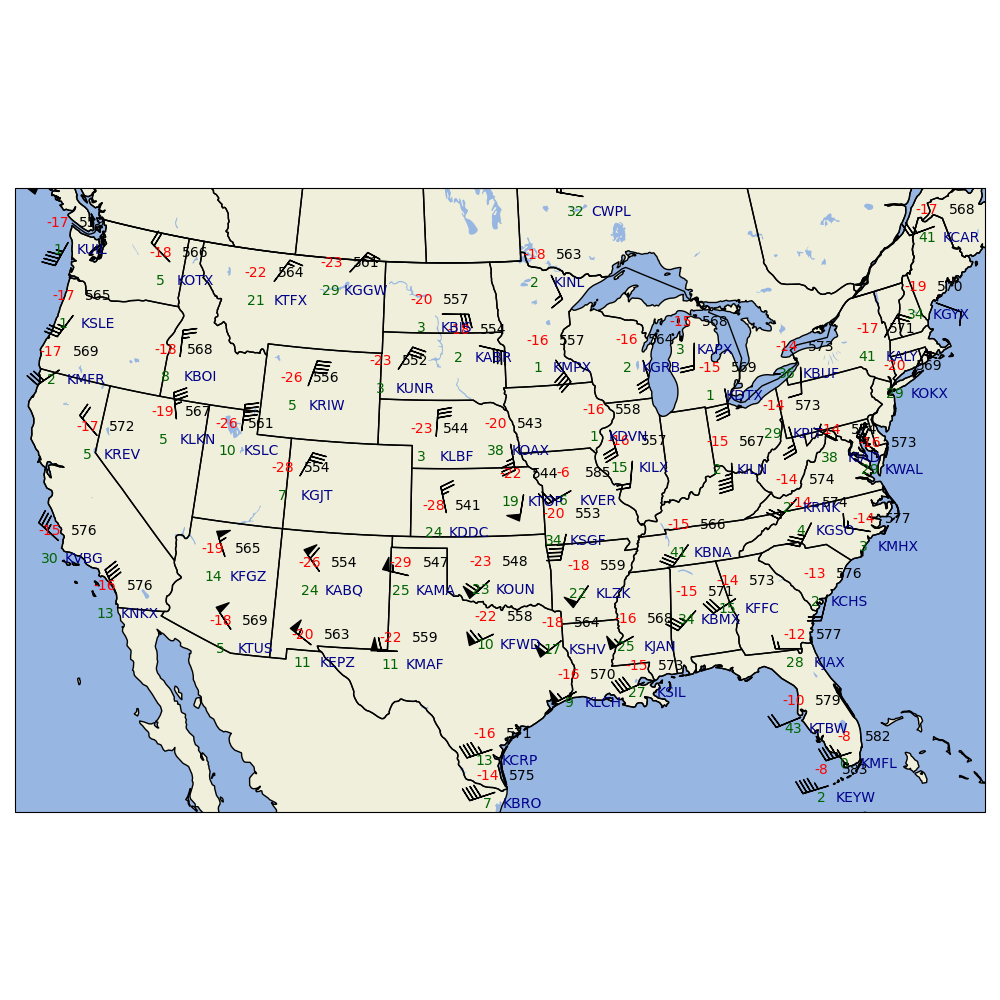 32 CWPL
-17 568
41 KCAR
-17
1
-18 566
5 KOTX
-22 564
21 KTFX
-23 561
29 KGGW
-18 563
2 KINL
-17 565
KSLE
-20 557
3
554
2 KABR
-19 570
34 KGYX
-17 571
41 KALY
-17 569
2 KMFR
-18 568
8 KBOI
-26 556
5 KRIW
-23 552
3 KUNR
-16 557
1 KMPX
-16 564
2 KGRB
-15 568
3 KAPX
-15 569
1 KDTX
-14 573
KBUF
-20 569
29 KOKX
-17 572
5 KREV
-19 567
5 KLKN
-26 561
10 KSLC
-23 544
3 KLBF
-20 543
38 KOAX
-16 558
1 KDVN
-16 557
15 KILX
-15 567
2 KILN
-14 573
29 KPIT
-14
38 KIAD
-16 573
KWAL
-28 554
7 KGJT
-28 541
24 KDDC
-22 544
19 KTOP
-6 585
KVER
-20 553
34 KSGF
-14 574
KRNK
-14 574
4 KGSO
-14 577
3 KMHX
-15 576
30 KVBG
-16 576
13 KNKX
-19 565
14 KFGZ
-26 554
24 KABQ
-29 547
25 KAMA
-23 548
23 KOUN
-18 559
22 KLZK
-15 566
41 KBNA
-15 571
34 KBMX
-14 573
15 KFFC
-13 576
2 KCHS
-18 569
5 KTUS
-20 563
11 KEPZ
-22 559
11 KMAF
-22 558
10 KFWD
-18 564
17 KSHV
-16 568
25 KJAN
-12 577
28 KJAX
-16 570
9 KLCH
-15 573
27 KSIL
-10 579
43 KTBW
-16 571
13 KCRP
-14 575
7 KBRO
-8 582
KMFL
-8 583
2 KEYW